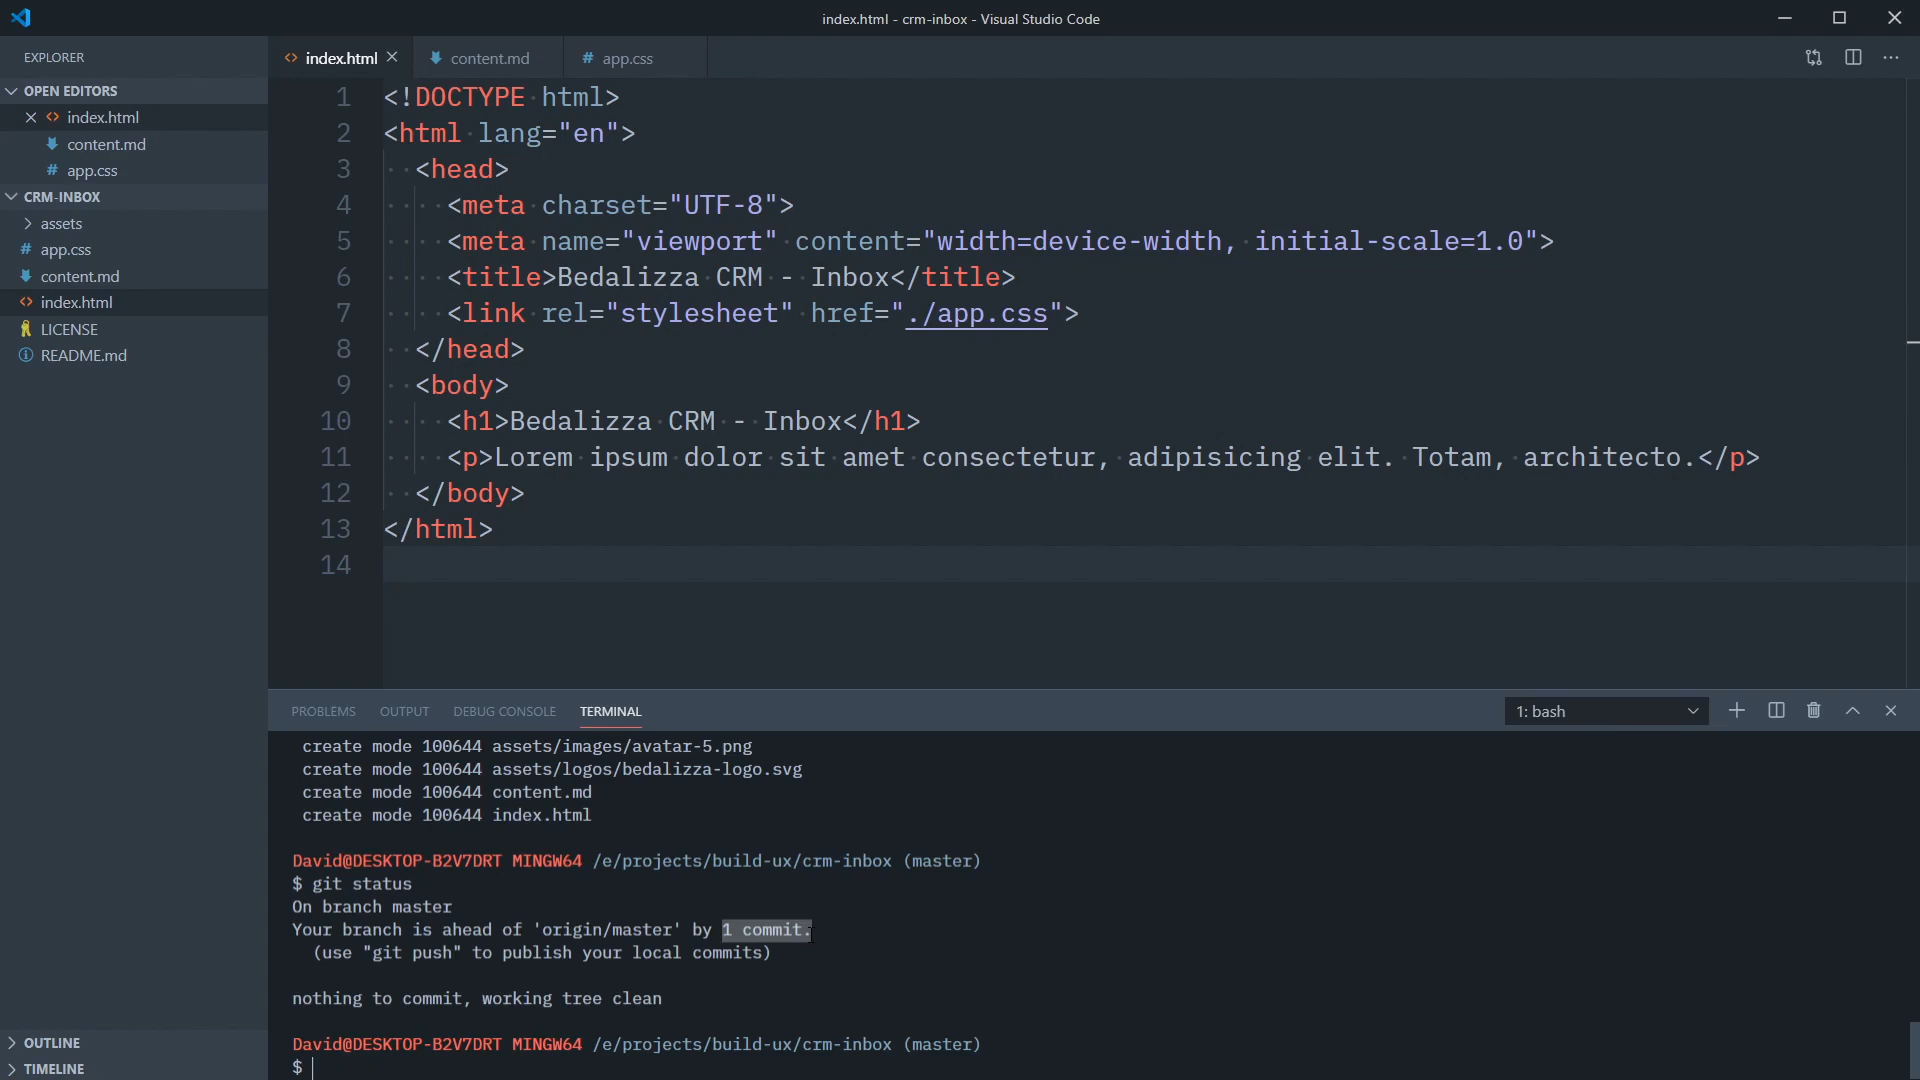 index.html - crm-inbox - Visual Studio Code
EXPLORER
OPEN EDITORS
index.html
content.md
# app.css
CRM-INBOX
assets
# app.css
content.md
index.html
LICENSE
README.md
OUTLINE
TIMELINE
index.html
content.md
# app.css
1 <!DOCTYPE html>
2 <html lang="en">
3 <head>
4 <meta charset="UTF-8">
5 <meta name="viewport" content="width=device-width, initial-scale=1.0">
6 <title>Bedalizza CRM - Inbox</title>
7 <link rel="stylesheet" href="./app.css">
8 </head>
9 <body>
10 <h1>Bedalizza CRM - Inbox</h1>
11 <p>Lorem ipsum dolor sit amet consectetur, adipisicing elit. Totam, architecto.</p>
12 </body>
13 </html>
14
PROBLEMS OUTPUT DEBUG CONSOLE TERMINAL
1: bash
create mode 100644 assets/images/avatar-5.png
create mode 100644 assets/logos/bedalizza-logo.svg
create mode 100644 content.md
create mode 100644 index.html
David@DESKTOP-B2V7DRT MINGW64 /e/projects/build-ux/crm-inbox (master)
$ git status
On branch master
Your branch is ahead of 'origin/master' by 1 commit.
(use "git push" to publish your local commits)
nothing to commit, working tree clean
David@DESKTOP-B2V7DRT MINGW64 /e/projects/build-ux/crm-inbox (master)
$